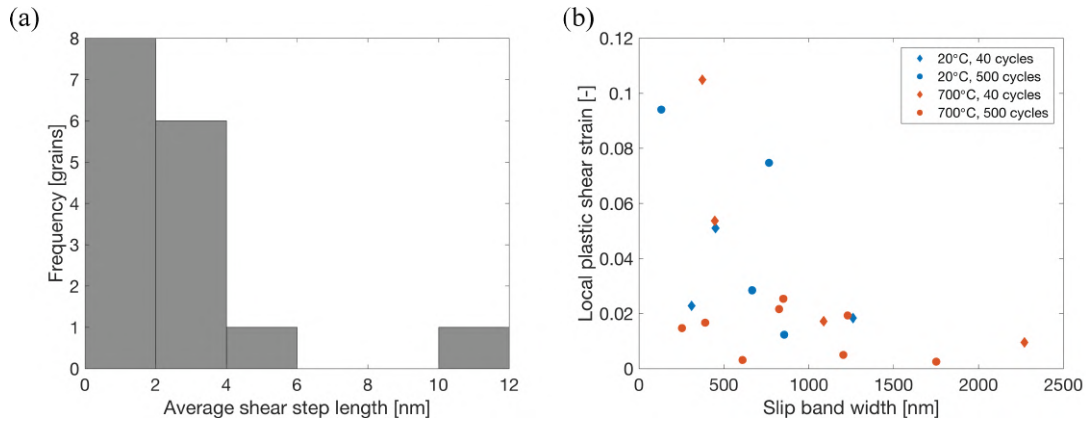 (a)
8
7
6
5
4
3
2
1
0
Frequency [grains]
0 2 4 6 8 10 12
Average shear step length [nm]
(b)
0.12
0.1
0.08
0.06
0.04
0.02
0
Local plastic shear strain [-]
20°C, 40 cycles
20°C, 500 cycles
700°C, 40 cycles
700°C, 500 cycles
0 500 1000 1500 2000 2500
Slip band width [nm]